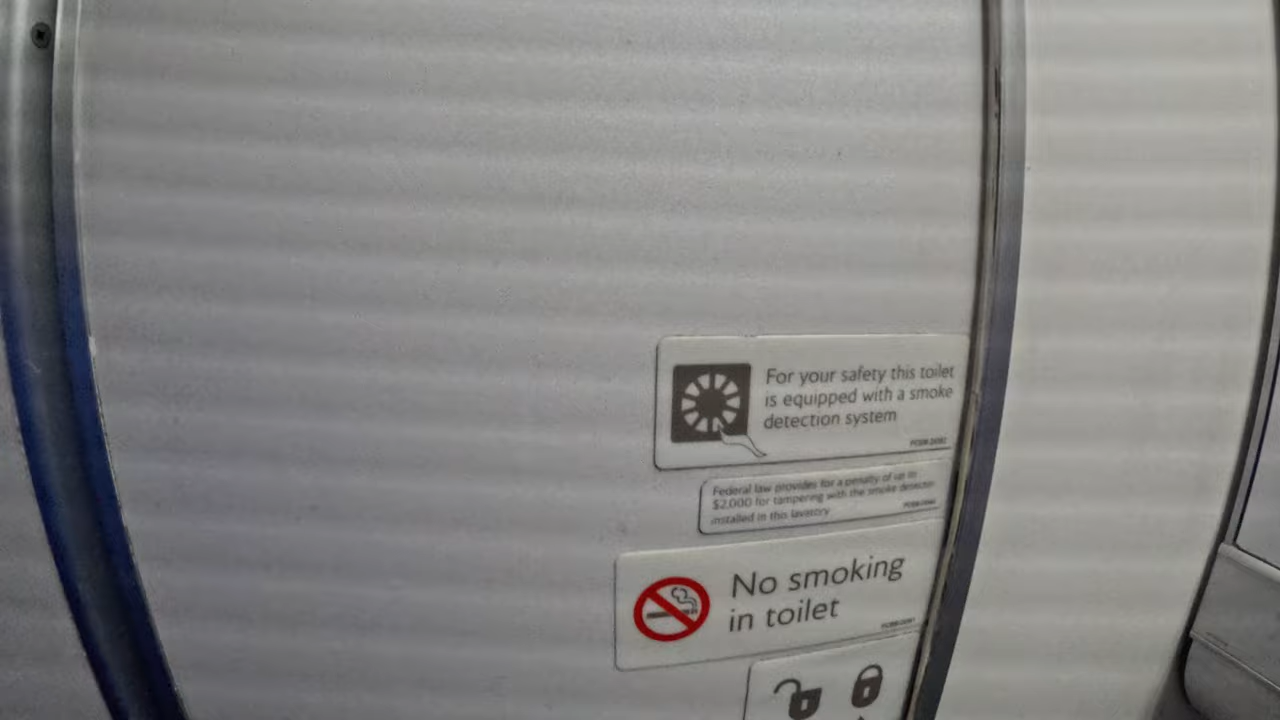 For your safety this toilet
is equipped with a smoke
detection system
Federal law provides for a penalty of up to
$2,000 for tampering with the smoke detector
installed in this lavatory
No smoking
in toilet